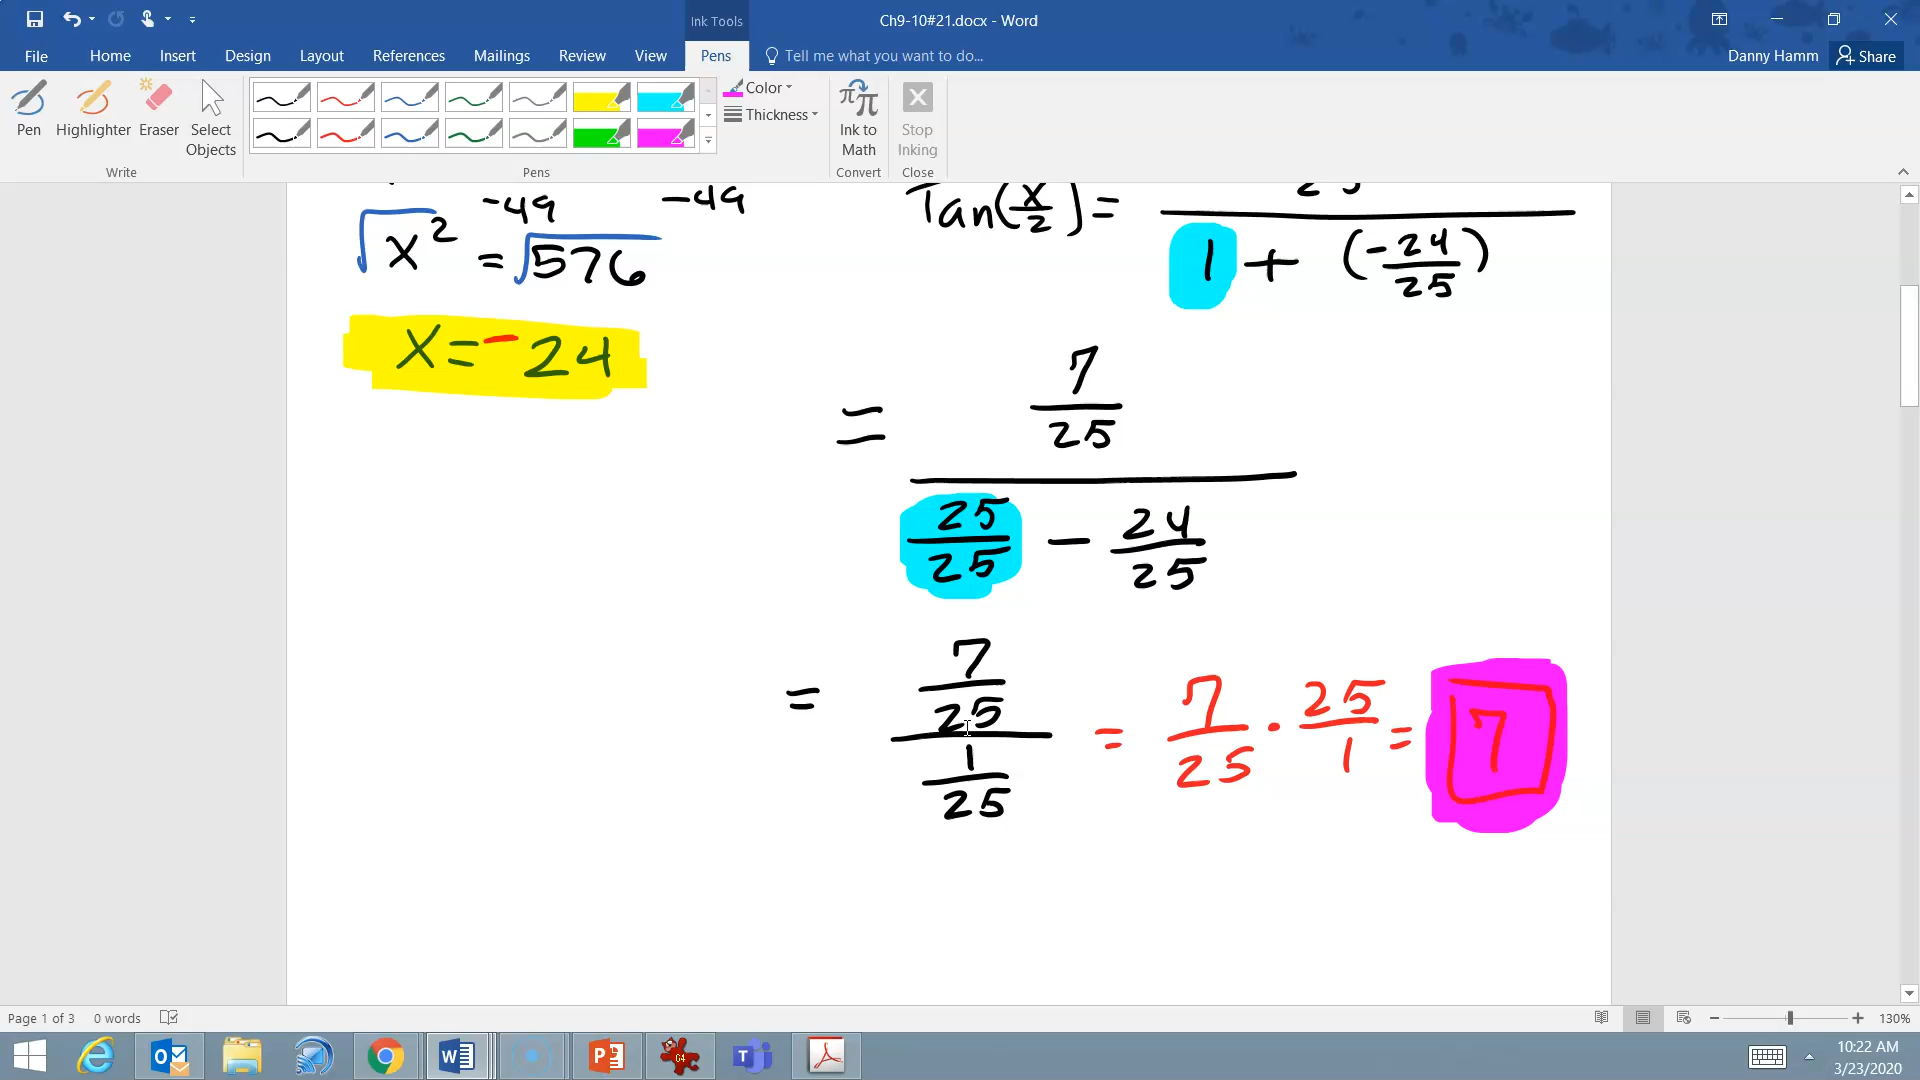 Ink Tools
Ch9-10#21.docx - Word
File Home Insert Design Layout References Mailings Review View Pens Tell me what you want to do... Danny Hamm Share
Pen Highlighter Eraser Select Objects
Color
Thickness
Ink to Math
Stop Inking
Write Pens Convert Close
-49 -49
√x² = √576
x = -24
Tan(x/2) =
1 + (-24/25)
= 7/25
25/25 - 24/25
= 7/25
1/25
= 7/25 · 25/1 = 7
Page 1 of 3 0 words 130%
10:22 AM
3/23/2020